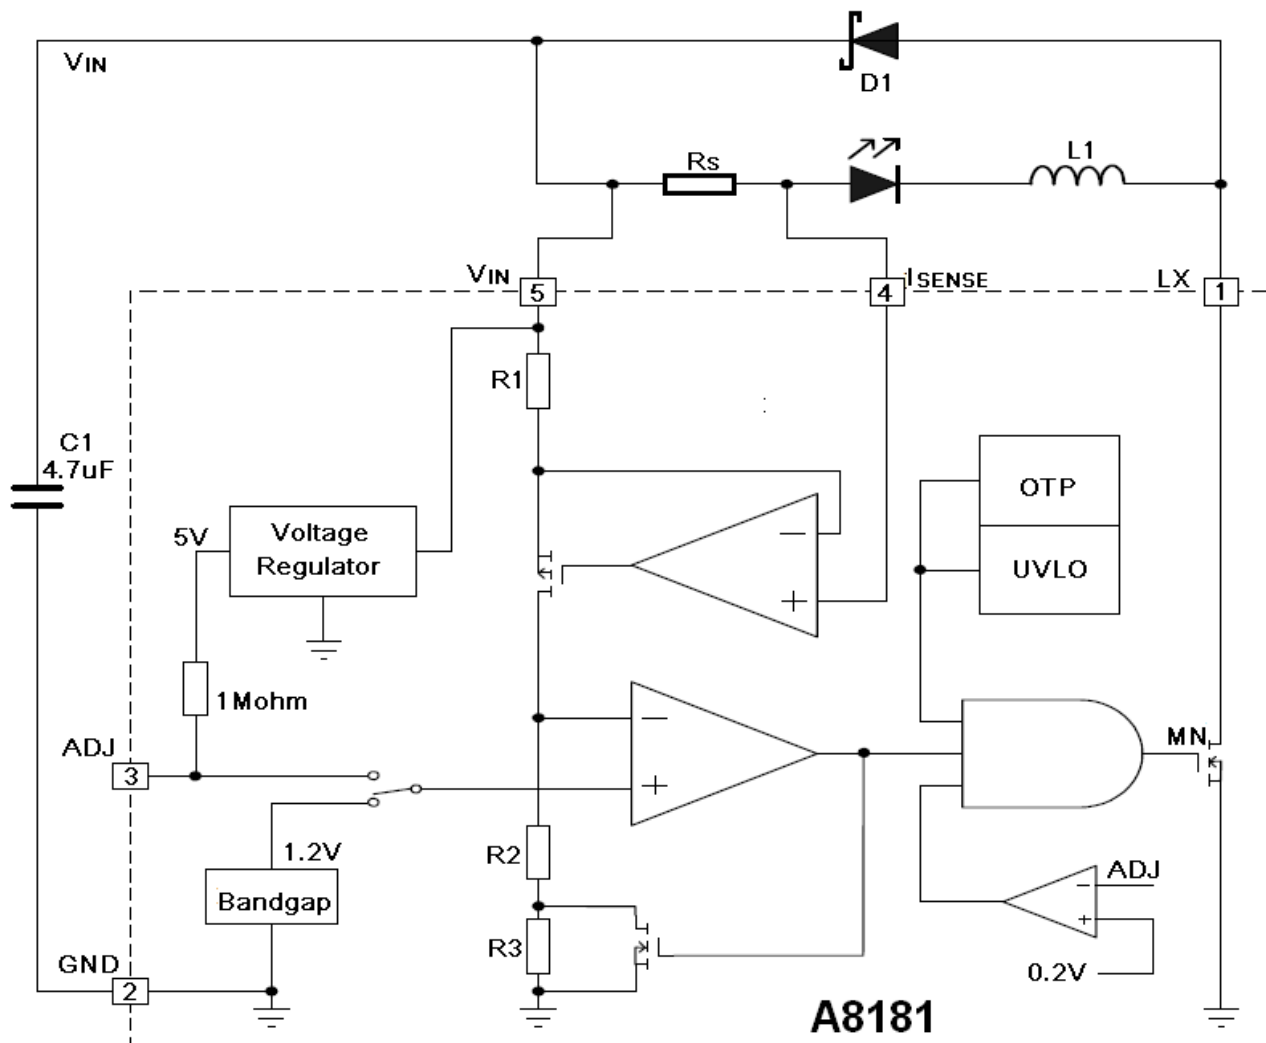 VIN
D1
Rs
L1
VIN
5
4
ISENSE
LX
1
R1
C1
4.7uF
OTP
5V
Voltage
Regulator
UVLO
−
+
1Mohm
ADJ
3
−
+
MN
1.2V
R2
Bandgap
ADJ
−
+
R3
0.2V
GND
2
A8181